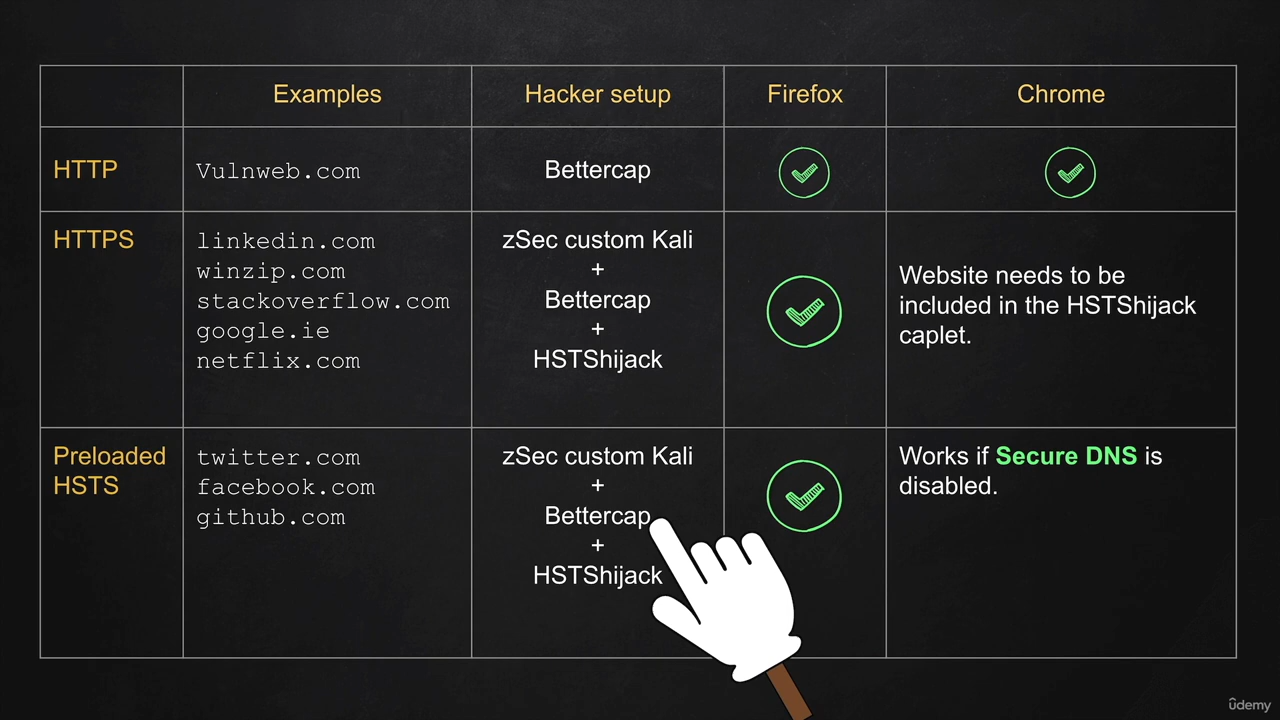 Examples
Hacker setup
Firefox
Chrome
HTTP
Vulnweb.com
Bettercap
HTTPS
linkedin.com
winzip.com
stackoverflow.com
google.ie
netflix.com
zSec custom Kali
+
Bettercap
+
HSTShijack
Website needs to be
included in the HSTShijack
caplet.
Preloaded
HSTS
twitter.com
facebook.com
github.com
zSec custom Kali
+
Bettercap
+
HSTShijack
Works if Secure DNS is
disabled.
ûdemy